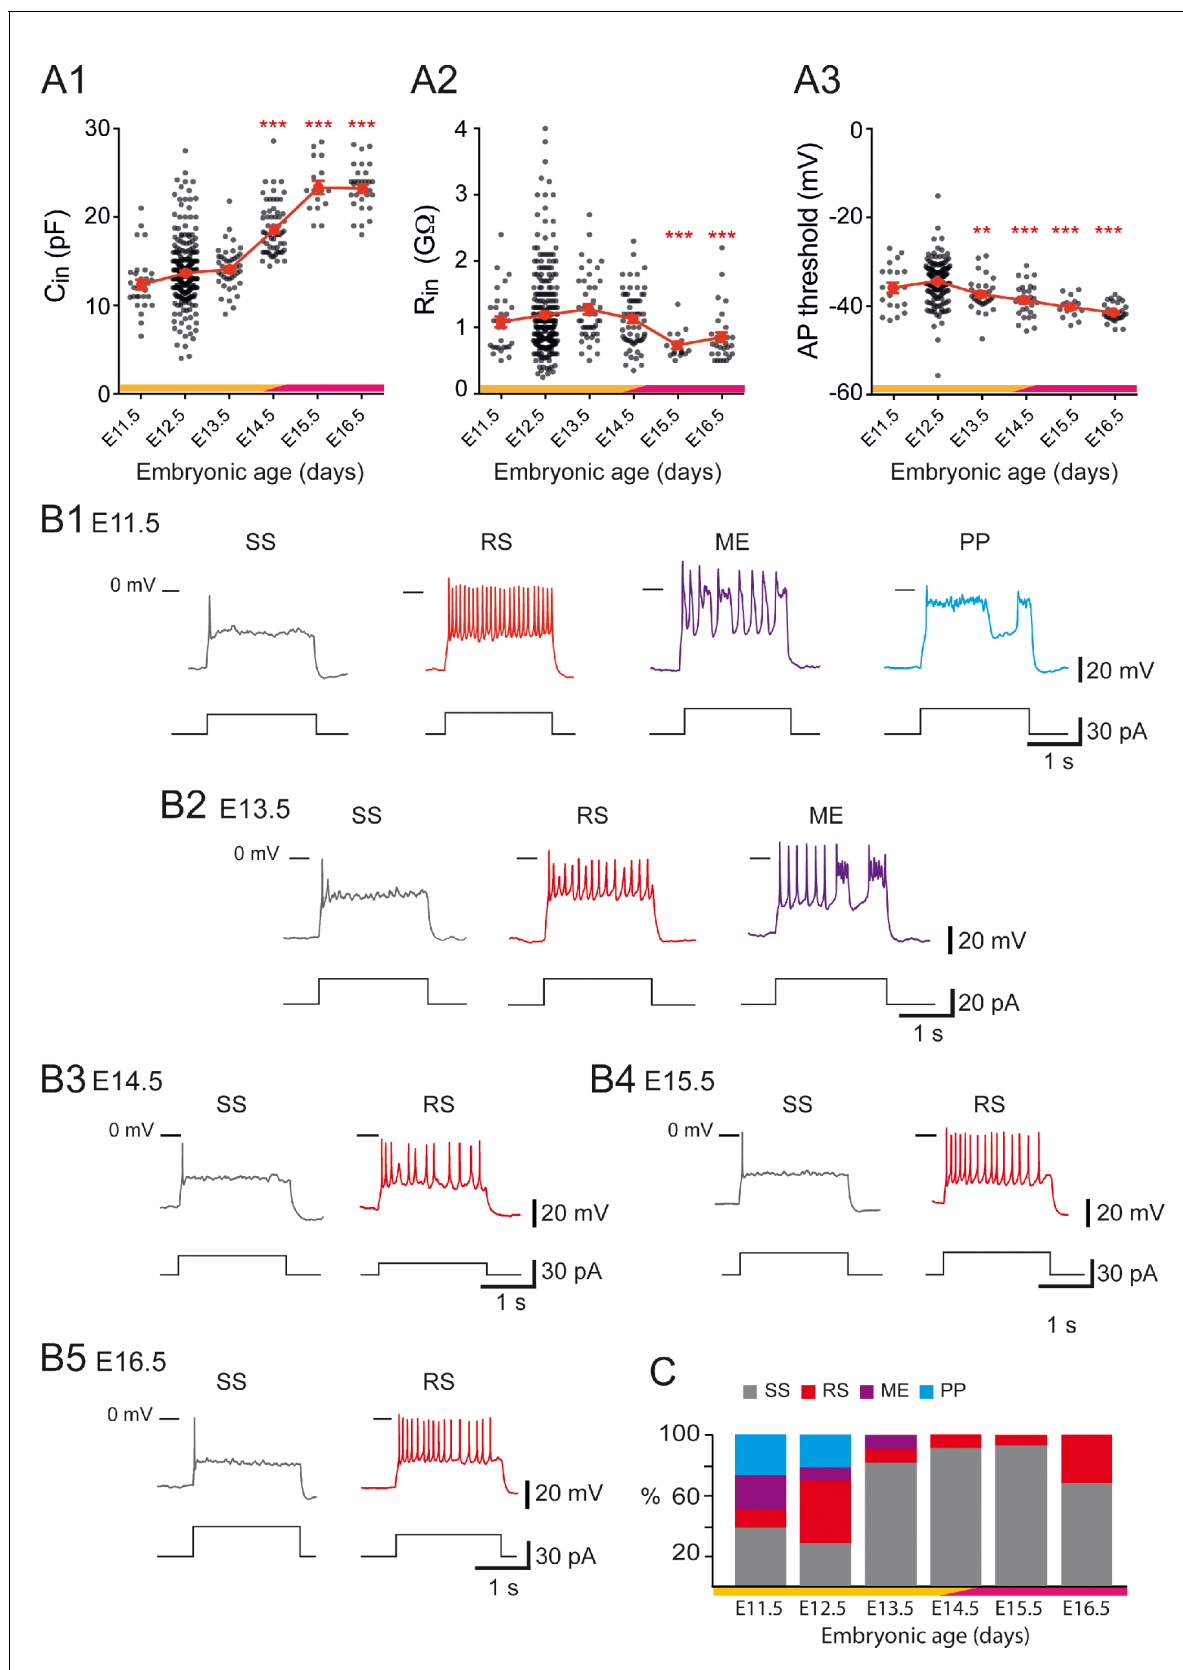 A1
A2
A3
*** *** ***
30
20
10
0
Cin (pF)
E11.5 E12.5 E13.5 E14.5 E15.5 E16.5
Embryonic age (days)
*** ***
4
3
2
1
0
Rin (GΩ)
E11.5 E12.5 E13.5 E14.5 E15.5 E16.5
Embryonic age (days)
** *** *** ***
0
-20
-40
-60
AP threshold (mV)
E11.5 E12.5 E13.5 E14.5 E15.5 E16.5
Embryonic age (days)
B1 E11.5
SS RS ME PP
0 mV
20 mV
30 pA
1 s
B2 E13.5
SS RS ME
0 mV
20 mV
20 pA
1 s
B3 E14.5
SS RS
0 mV
20 mV
30 pA
1 s
B4 E15.5
SS RS
0 mV
20 mV
30 pA
1 s
B5 E16.5
SS RS
0 mV
20 mV
30 pA
1 s
C
SS RS ME PP
100
60
20
%
E11.5 E12.5 E13.5 E14.5 E15.5 E16.5
Embryonic age (days)